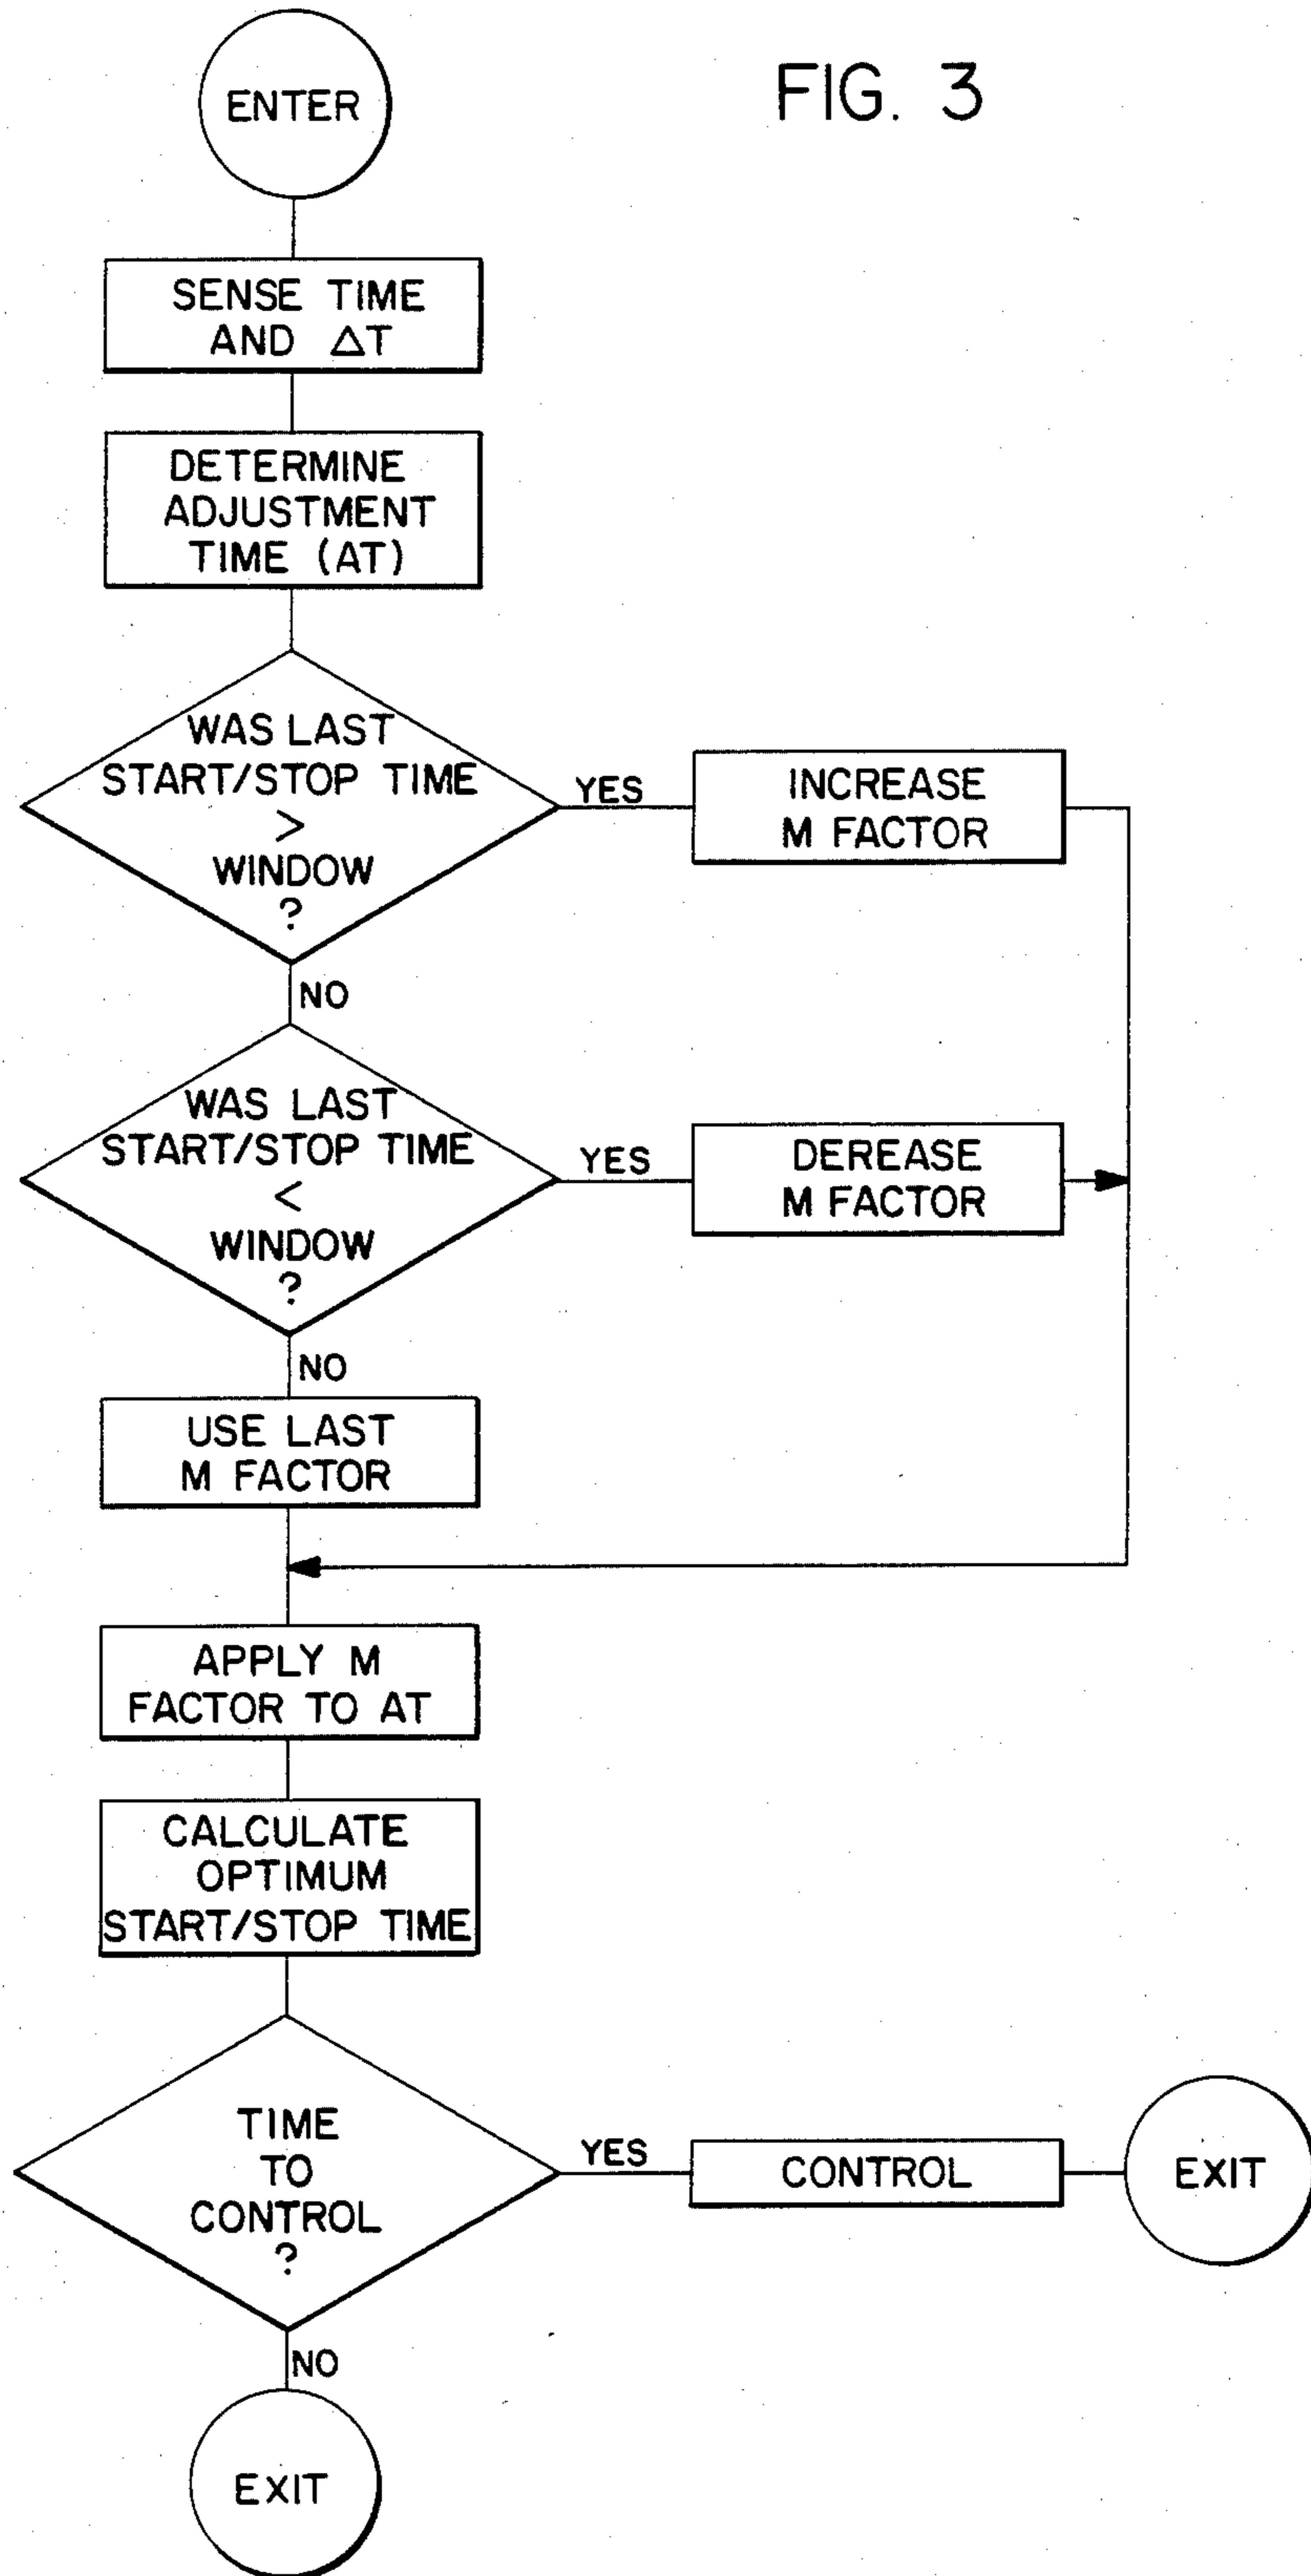 FIG. 3
ENTER
SENSE TIME
AND ΔT
DETERMINE
ADJUSTMENT
TIME (AT)
WAS LAST
START/STOP TIME
>
WINDOW
?
YES
INCREASE
M FACTOR
NO
WAS LAST
START/STOP TIME
<
WINDOW
?
YES
DEREASE
M FACTOR
NO
USE LAST
M FACTOR
APPLY M
FACTOR TO AT
CALCULATE
OPTIMUM
START/STOP TIME
TIME
TO
CONTROL
?
YES
CONTROL
EXIT
NO
EXIT